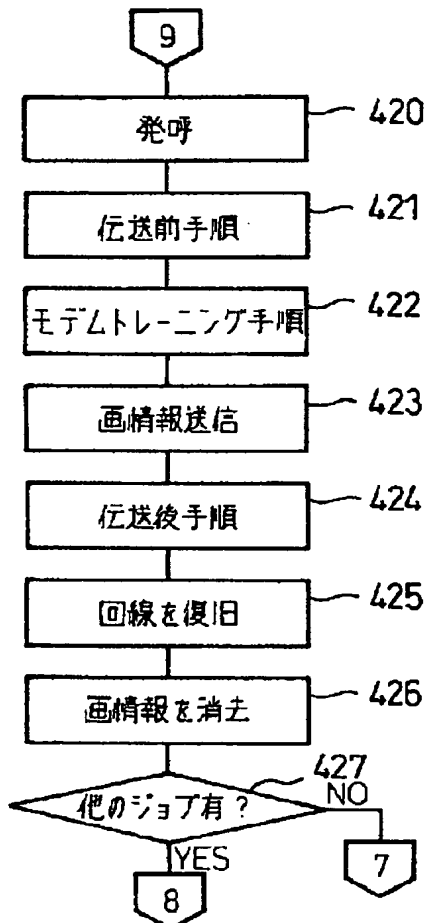 9
発呼
420
伝送前手順
421
モデムトレーニング手順
422
画情報送信
423
伝送後手順
424
回線を復旧
425
画情報を消去
426
427
他のジョブ有?
NO
YES
7
8